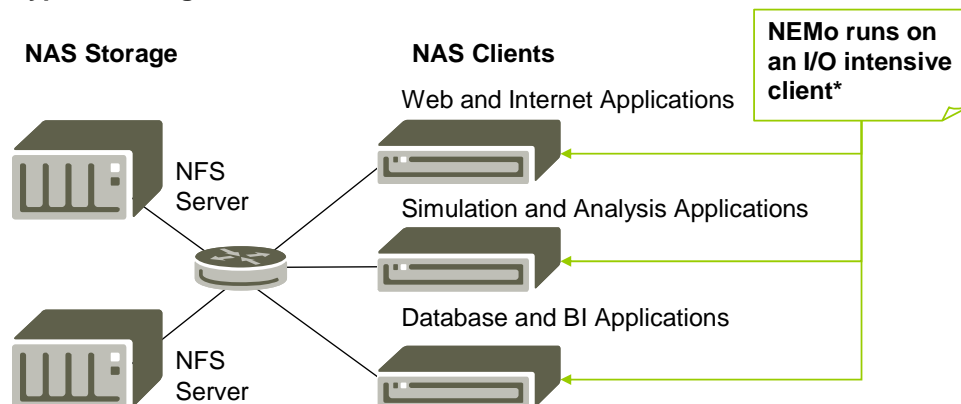 NAS Storage
NAS Clients
NEMo runs on
an I/O intensive
client*
Web and Internet Applications
NFS
Server
Simulation and Analysis Applications
Database and BI Applications
NFS
Server